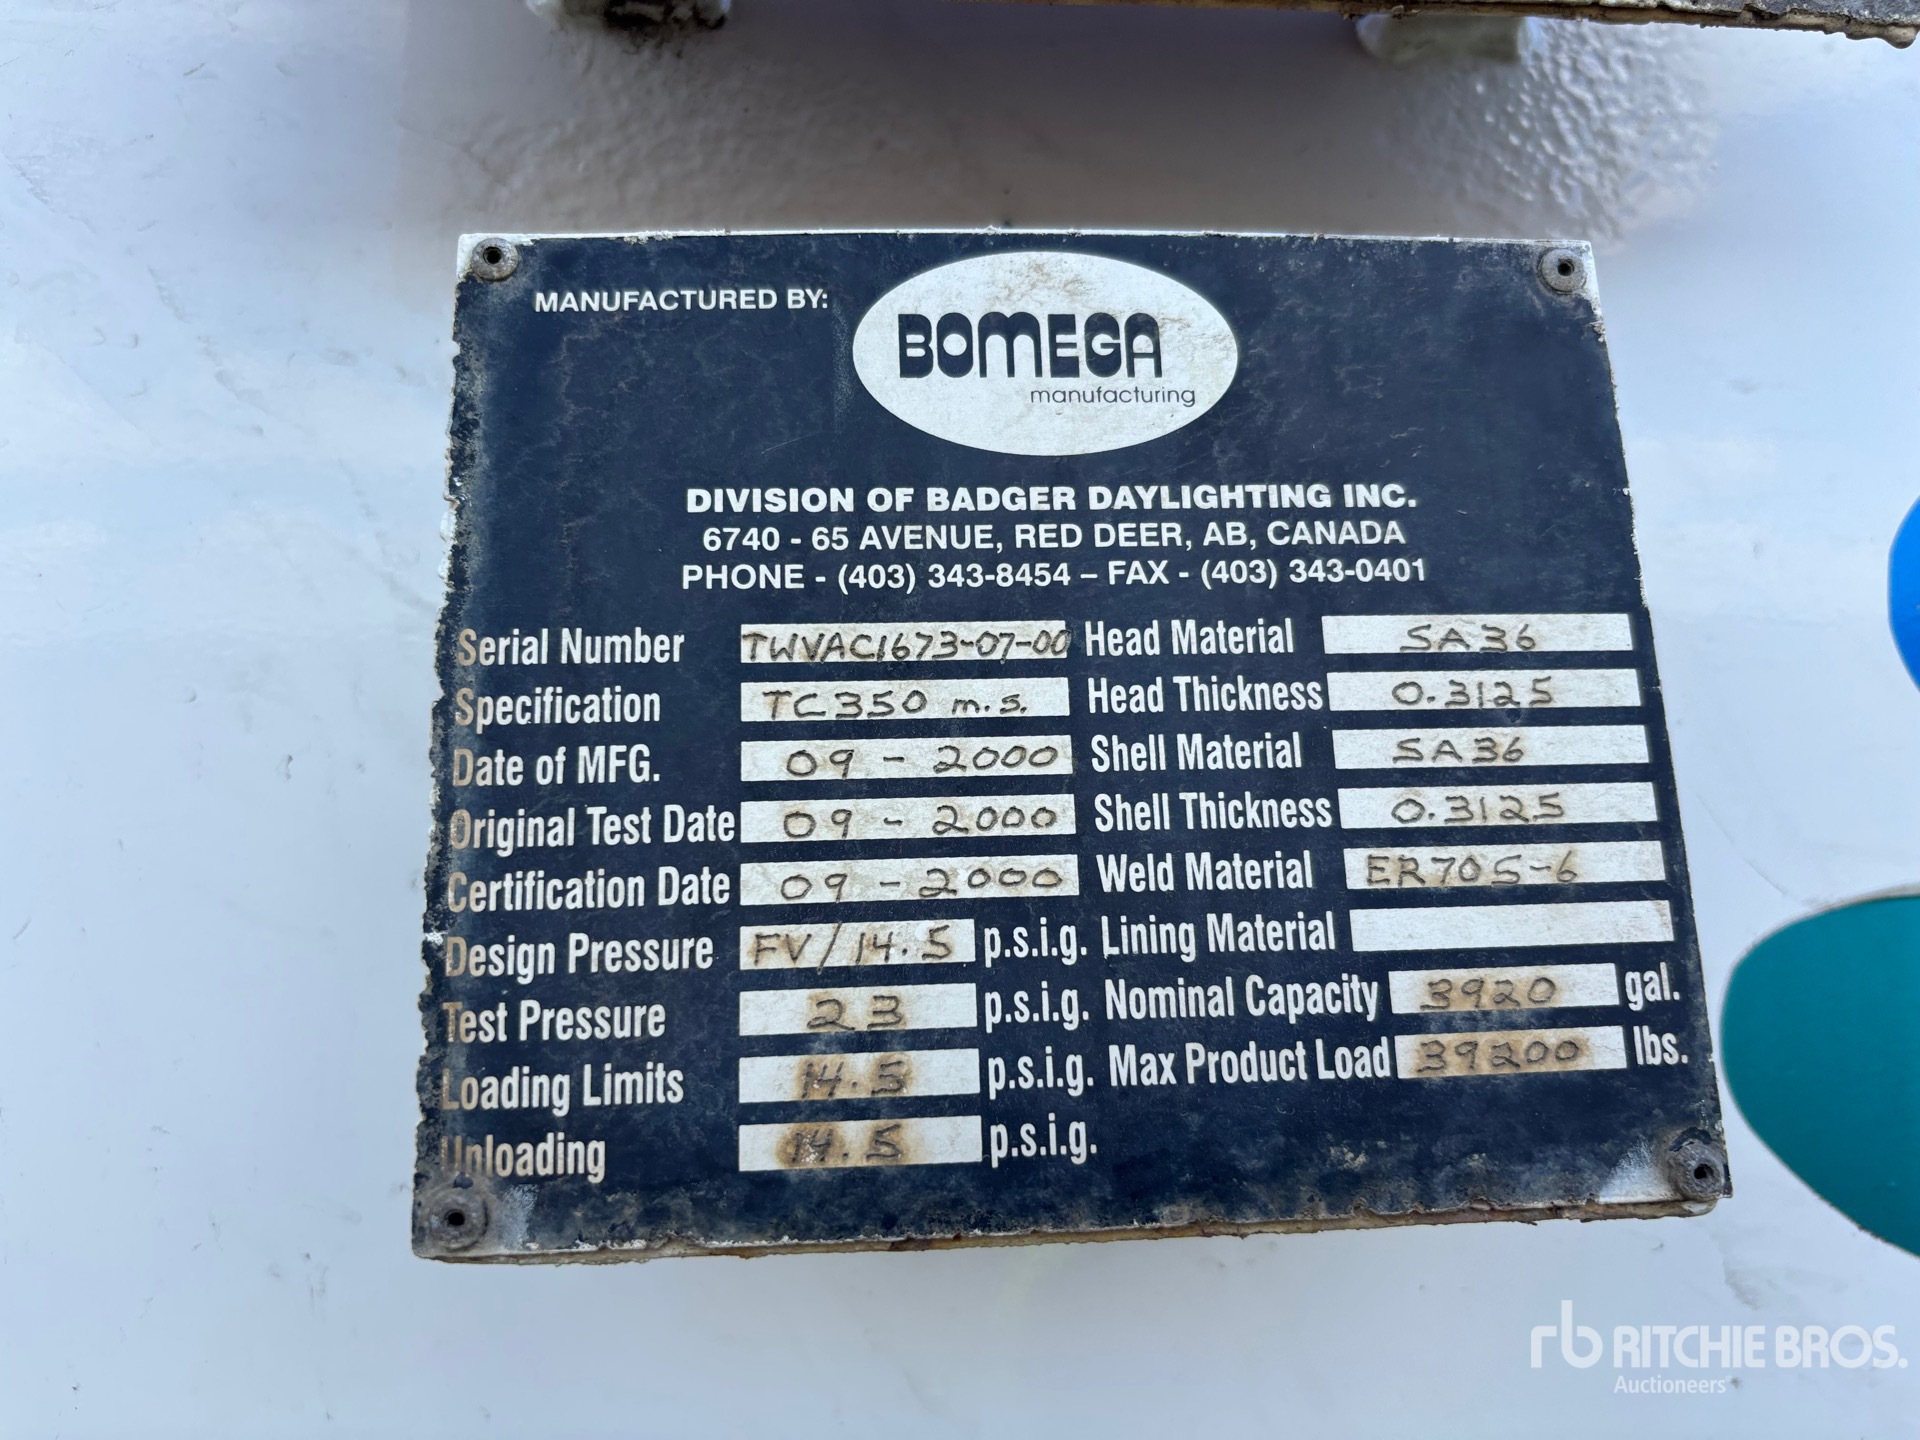 MANUFACTURED BY:
BOMEGA
manufacturing
DIVISION OF BADGER DAYLIGHTING INC.
6740 - 65 AVENUE, RED DEER, AB, CANADA
PHONE - (403) 343-8454 – FAX - (403) 343-0401
Serial Number TWVAC1673-07-00 Head Material SA36
Specification TC350 m.s. Head Thickness 0.3125
Date of MFG. 09 - 2000 Shell Material SA36
Original Test Date 09 - 2000 Shell Thickness 0.3125
Certification Date 09 - 2000 Weld Material ER70S-6
Design Pressure FV/14.5 p.s.i.g. Lining Material
Test Pressure 23 p.s.i.g. Nominal Capacity 3920 gal.
Loading Limits 14.5 p.s.i.g. Max Product Load 39200 lbs.
Unloading 14.5 p.s.i.g.
rb RITCHIE BROS.
Auctioneers